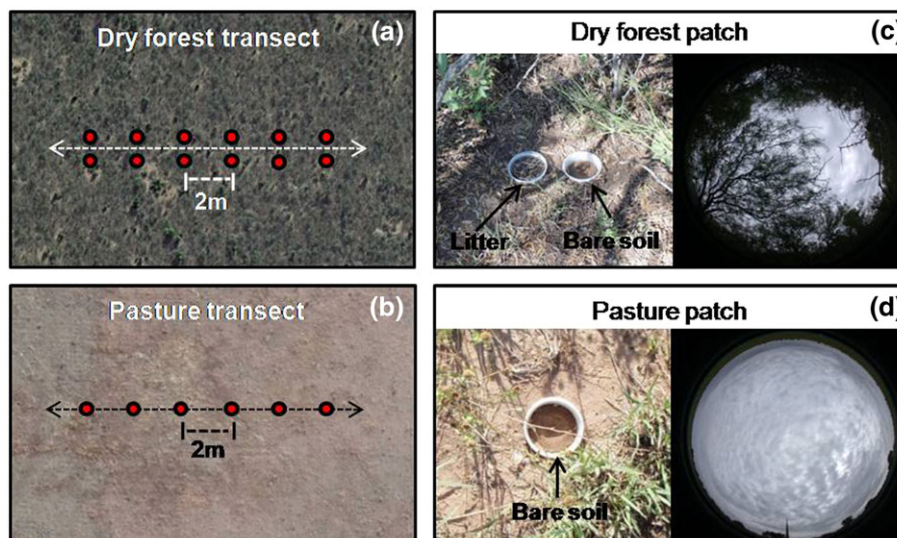 Dry forest transect
(a)
2m
Dry forest patch
(c)
Litter
Bare soil
Pasture transect
(b)
2m
Pasture patch
(d)
Bare soil